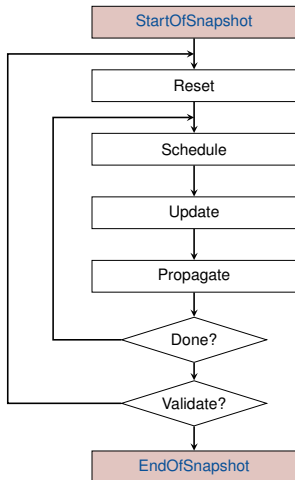 StartOfSnapshot
Reset
Schedule
Update
Propagate
Done?
Validate?
EndOfSnapshot